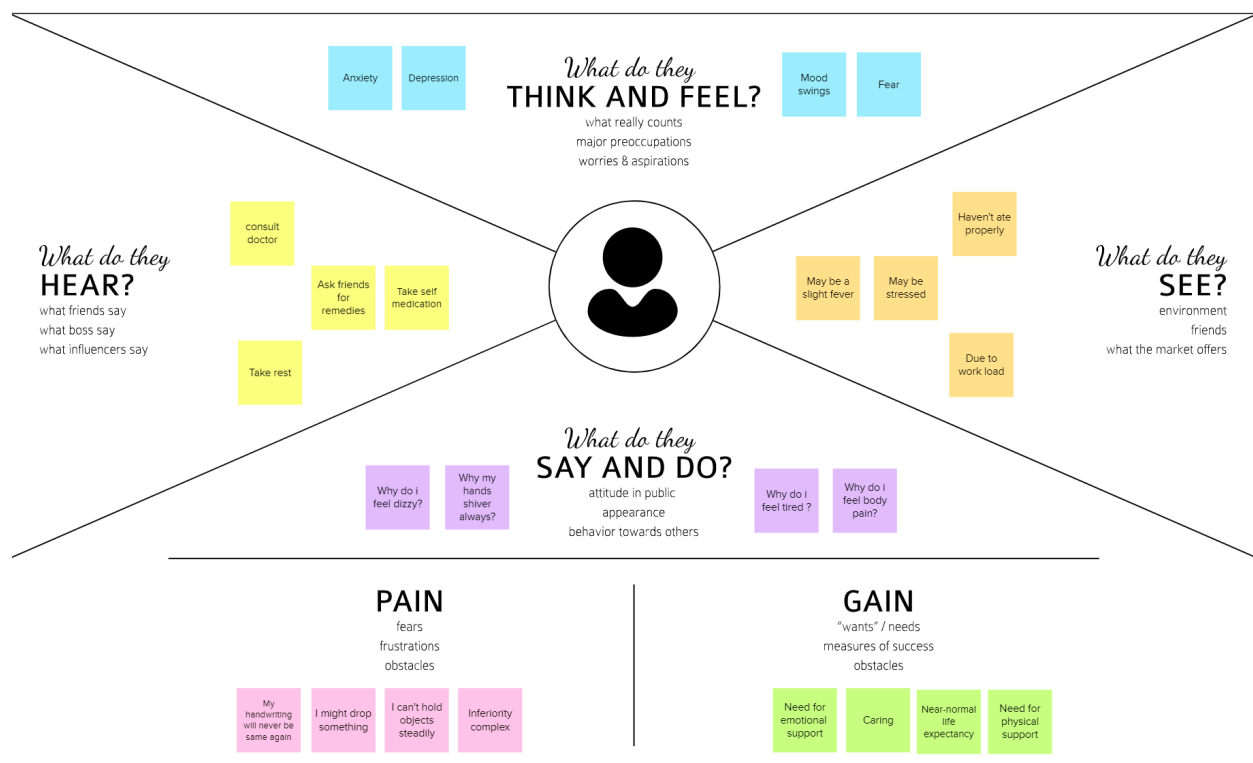 What do they
THINK AND FEEL?
what really counts
major preoccupations
worries & aspirations
Anxiety
Depression
Mood
swings
Fear
What do they
HEAR?
what friends say
what boss say
what influencers say
consult
doctor
Ask friends
for
remedies
Take self
medication
Take rest
What do they
SEE?
environment
friends
what the market offers
Haven't ate
properly
May be a
slight fever
May be
stressed
Due to
work load
What do they
SAY AND DO?
attitude in public
appearance
behavior towards others
Why do i
feel dizzy?
Why my
hands
shiver
always?
Why do i
feel tired ?
Why do i
feel body
pain?
PAIN
fears
frustrations
obstacles
My
handwriting
will never be
same again
I might drop
something
I can't hold
objects
steadily
Inferiority
complex
GAIN
“wants” / needs
measures of success
obstacles
Need for
emotional
support
Caring
Near-normal
life
expectancy
Need for
physical
support